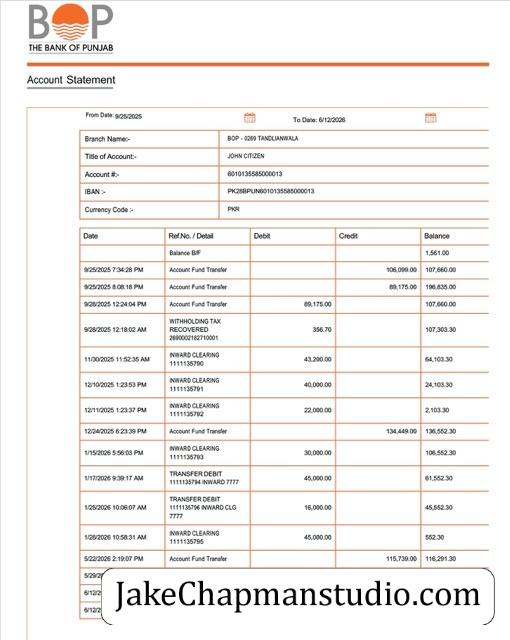 BOP
THE BANK OF PUNJAB
Account Statement
From Date: 9/25/2025 To Date: 6/12/2026
Branch Name:- BOP - 0269 TANDLIANWALA
Title of Account:- JOHN CITIZEN
Account #:- 6010135585000013
IBAN :- PK28BPUN6010135585000013
Currency Code :- PKR
Date Ref.No. / Detail Debit Credit Balance
Balance B/F 1,561.00
9/25/2025 7:34:28 PM Account Fund Transfer 106,099.00 107,660.00
9/25/2025 8:08:18 PM Account Fund Transfer 89,175.00 196,835.00
9/28/2025 12:24:04 PM Account Fund Transfer 89,175.00 107,660.00
9/28/2025 12:18:02 AM WITHHOLDING TAX RECOVERED 2690002182710001 356.70 107,303.30
11/30/2025 11:52:35 AM INWARD CLEARING 1111135790 43,200.00 64,103.30
12/10/2025 1:23:53 PM INWARD CLEARING 1111135791 40,000.00 24,103.30
12/11/2025 1:23:37 PM INWARD CLEARING 1111135792 22,000.00 2,103.30
12/24/2025 6:23:39 PM Account Fund Transfer 134,449.00 136,552.30
1/15/2026 5:56:03 PM INWARD CLEARING 1111135793 30,000.00 106,552.30
1/17/2026 9:39:17 AM TRANSFER DEBIT 1111135794 INWARD 7777 45,000.00 61,552.30
1/25/2026 10:06:07 AM TRANSFER DEBIT 1111135796 INWARD CLG 7777 16,000.00 45,552.30
1/28/2026 10:58:31 AM INWARD CLEARING 1111135795 45,000.00 552.30
5/22/2026 2:19:07 PM Account Fund Transfer 115,739.00 116,291.30
JakeChapmanstudio.com